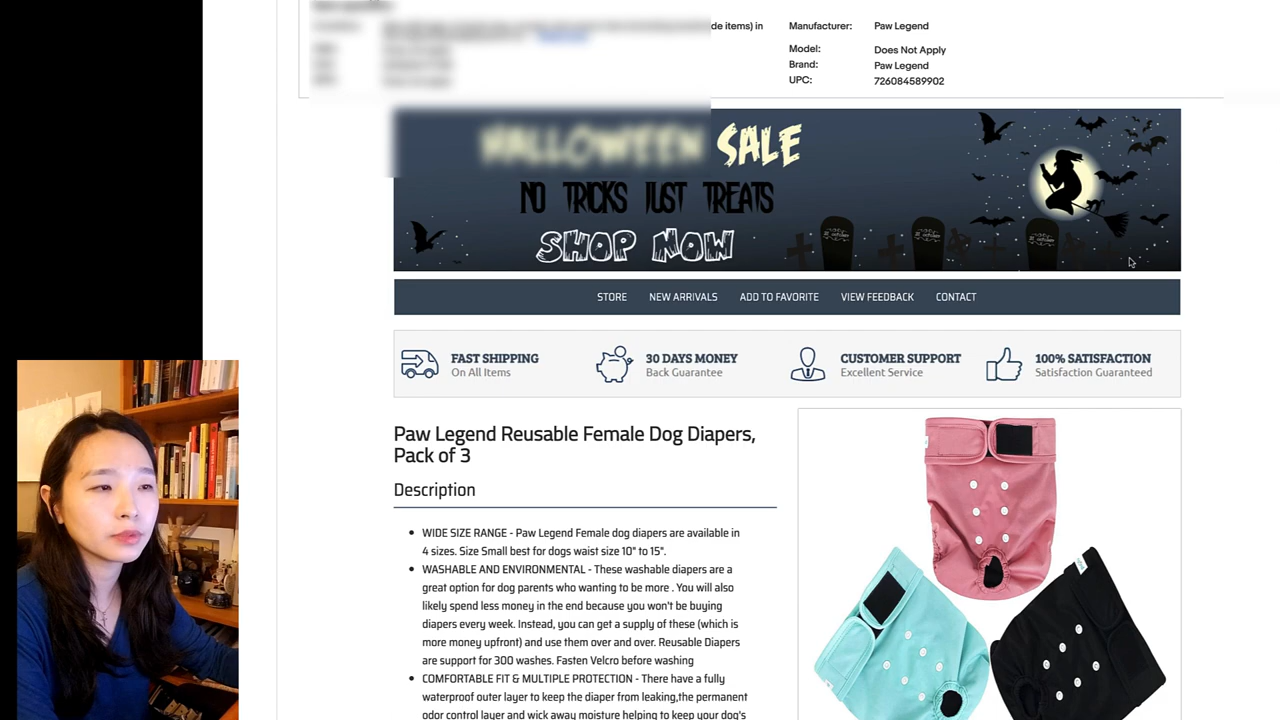 de items) in
Manufacturer: Paw Legend
Model: Does Not Apply
Brand: Paw Legend
UPC: 726084589902
HALLOWEEN SALE
NO TRICKS JUST TREATS
SHOP NOW
STORE NEW ARRIVALS ADD TO FAVORITE VIEW FEEDBACK CONTACT
FAST SHIPPING
On All Items
30 DAYS MONEY
Back Guarantee
CUSTOMER SUPPORT
Excellent Service
100% SATISFACTION
Satisfaction Guaranteed
Paw Legend Reusable Female Dog Diapers,
Pack of 3
Description
• WIDE SIZE RANGE - Paw Legend Female dog diapers are available in
4 sizes. Size Small best for dogs waist size 10" to 15".
• WASHABLE AND ENVIRONMENTAL - These washable diapers are a
great option for dog parents who wanting to be more . You will also
likely spend less money in the end because you won't be buying
diapers every week. Instead, you can get a supply of these (which is
more money upfront) and use them over and over. Reusable Diapers
are support for 300 washes. Fasten Velcro before washing
• COMFORTABLE FIT & MULTIPLE PROTECTION - There have a fully
waterproof outer layer to keep the diaper from leaking,the permanent
odor control layer and wick away moisture helping to keep your dog's